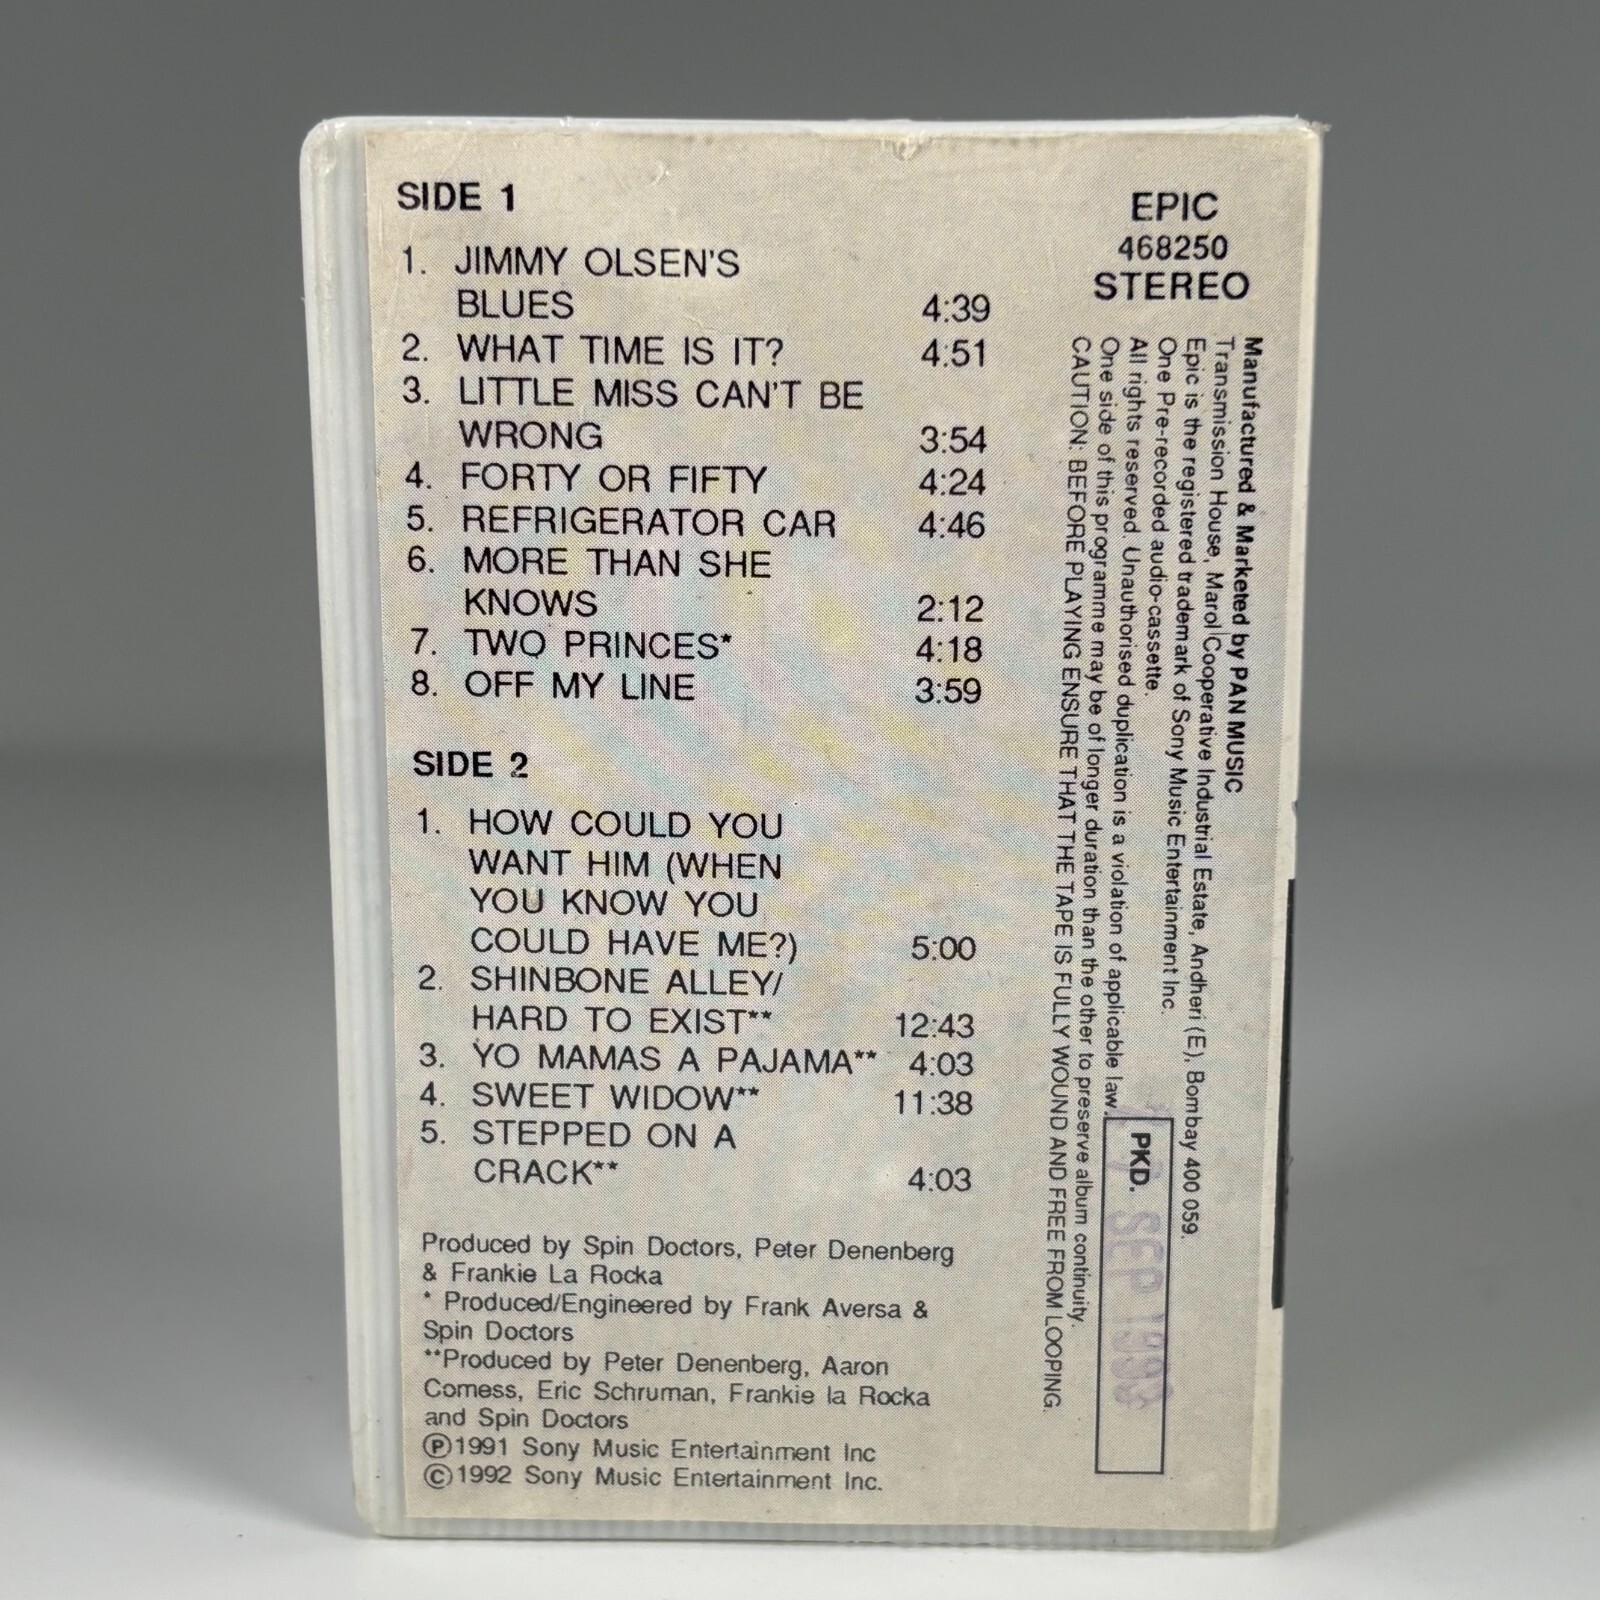 SIDE 1
1. JIMMY OLSEN'S
BLUES 4:39
2. WHAT TIME IS IT? 4:51
3. LITTLE MISS CAN'T BE
WRONG 3:54
4. FORTY OR FIFTY 4:24
5. REFRIGERATOR CAR 4:46
6. MORE THAN SHE
KNOWS 2:12
7. TWO PRINCES* 4:18
8. OFF MY LINE 3:59
SIDE 2
1. HOW COULD YOU
WANT HIM (WHEN
YOU KNOW YOU
COULD HAVE ME?) 5:00
2. SHINBONE ALLEY/
HARD TO EXIST** 12:43
3. YO MAMAS A PAJAMA** 4:03
4. SWEET WIDOW** 11:38
5. STEPPED ON A
CRACK** 4:03
Produced by Spin Doctors, Peter Denenberg
& Frankie La Rocka
* Produced/Engineered by Frank Aversa &
Spin Doctors
**Produced by Peter Denenberg, Aaron
Comess, Eric Schruman, Frankie la Rocka
and Spin Doctors
℗1991 Sony Music Entertainment Inc
©1992 Sony Music Entertainment Inc.
EPIC
468250
STEREO
Manufactured & Marketed by PAN MUSIC
Transmission House, Marol Cooperative Industrial Estate, Andheri (E), Bombay 400 059.
Epic is the registered trademark of Sony Music Entertainment Inc.
One Pre-recorded audio-cassette.
All rights reserved. Unauthorised duplication is a violation of applicable law.
One side of this programme may be of longer duration than the other to preserve album continuity.
CAUTION: BEFORE PLAYING ENSURE THAT THE TAPE IS FULLY WOUND AND FREE FROM LOOPING.
PKD. SEP 1993